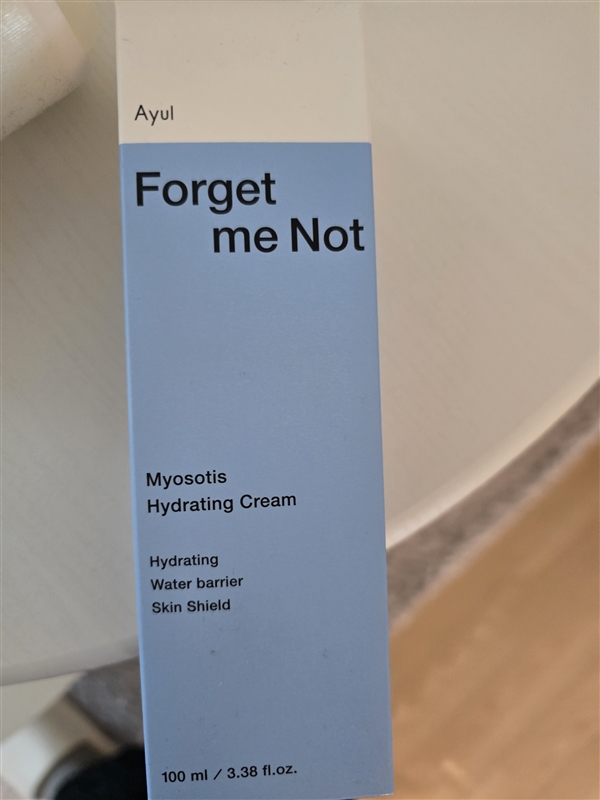 Ayul
Forget
me Not
Myosotis
Hydrating Cream
Hydrating
Water barrier
Skin Shield
100 ml / 3.38 fl.oz.